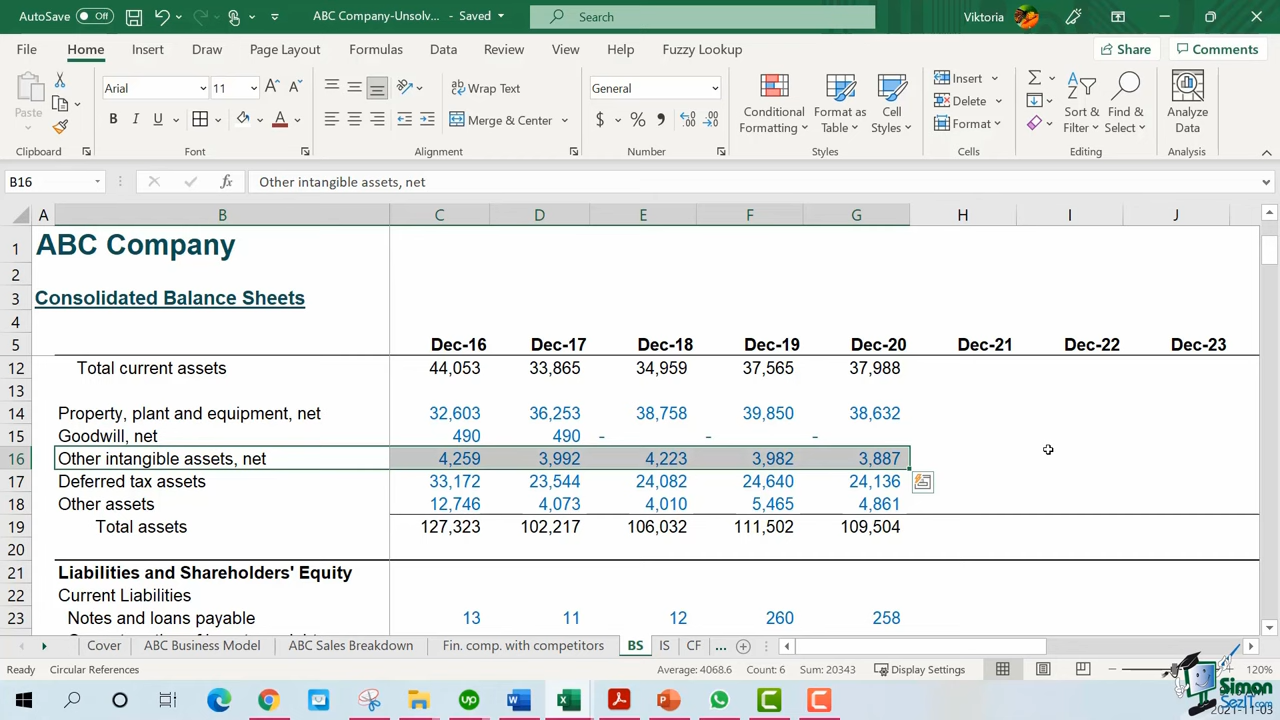 AutoSave Off ABC Company-Unsolv... - Saved Search Viktoria
File Home Insert Draw Page Layout Formulas Data Review View Help Fuzzy Lookup Share Comments
Paste Arial 11 Wrap Text General Conditional Formatting Format as Table Cell Styles Insert Sort & Filter Find & Select Analyze Data
B I U A Merge & Center $ % Delete
Format
Clipboard Font Alignment Number Styles Cells Editing Analysis
B16 fx Other intangible assets, net
A B C D E F G H I J
1 ABC Company
2
3 Consolidated Balance Sheets
4
5 Dec-16 Dec-17 Dec-18 Dec-19 Dec-20 Dec-21 Dec-22 Dec-23
12 Total current assets 44,053 33,865 34,959 37,565 37,988
13
14 Property, plant and equipment, net 32,603 36,253 38,758 39,850 38,632
15 Goodwill, net 490 490 - - -
16 Other intangible assets, net 4,259 3,992 4,223 3,982 3,887
17 Deferred tax assets 33,172 23,544 24,082 24,640 24,136
18 Other assets 12,746 4,073 4,010 5,465 4,861
19 Total assets 127,323 102,217 106,032 111,502 109,504
20
21 Liabilities and Shareholders' Equity
22 Current Liabilities
23 Notes and loans payable 13 11 12 260 258
Cover ABC Business Model ABC Sales Breakdown Fin. comp. with competitors BS IS CF ...
Ready Circular References Average: 4068.6 Count: 6 Sum: 20343 Display Settings 120%
Simon
Sez IT
2021-11-03